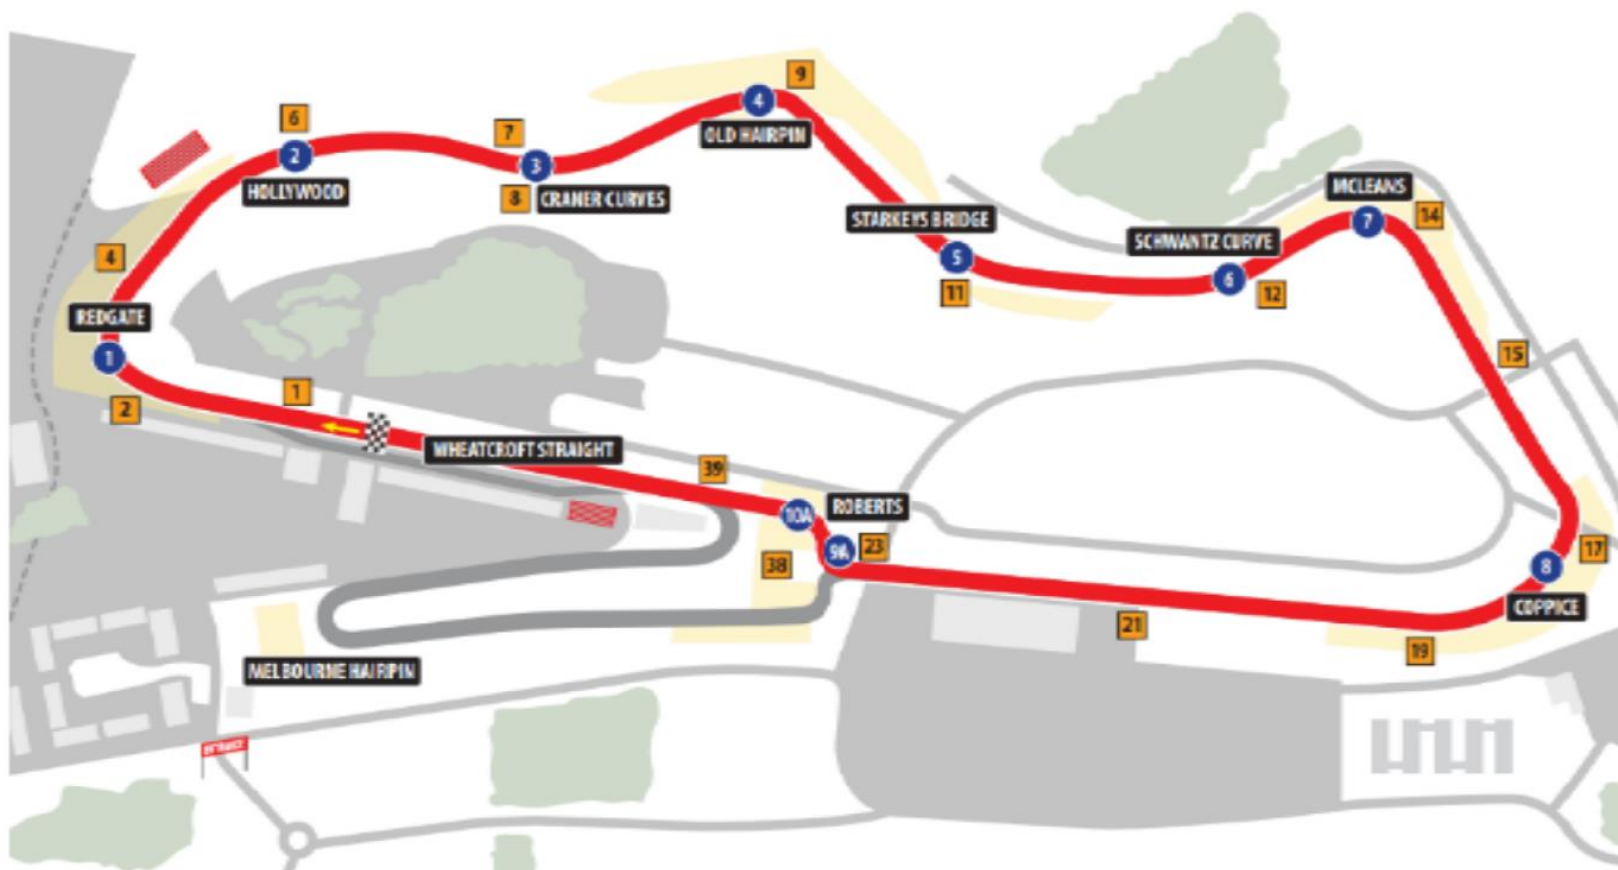 9
6
4
7
OLD HAIRPIN
2
3
HOLLYWOOD
8
CRANER CURVES
MCLEANS
STARKEYS BRIDGE
7
14
SCHWANTZ CURVE
4
5
6
11
12
REDGATE
1
15
1
2
WHEATCROFT STRAIGHT
39
ROBERTS
10A
9A
23
38
17
8
COPPICE
21
19
MELBOURNE HAIRPIN
ENTRANCE